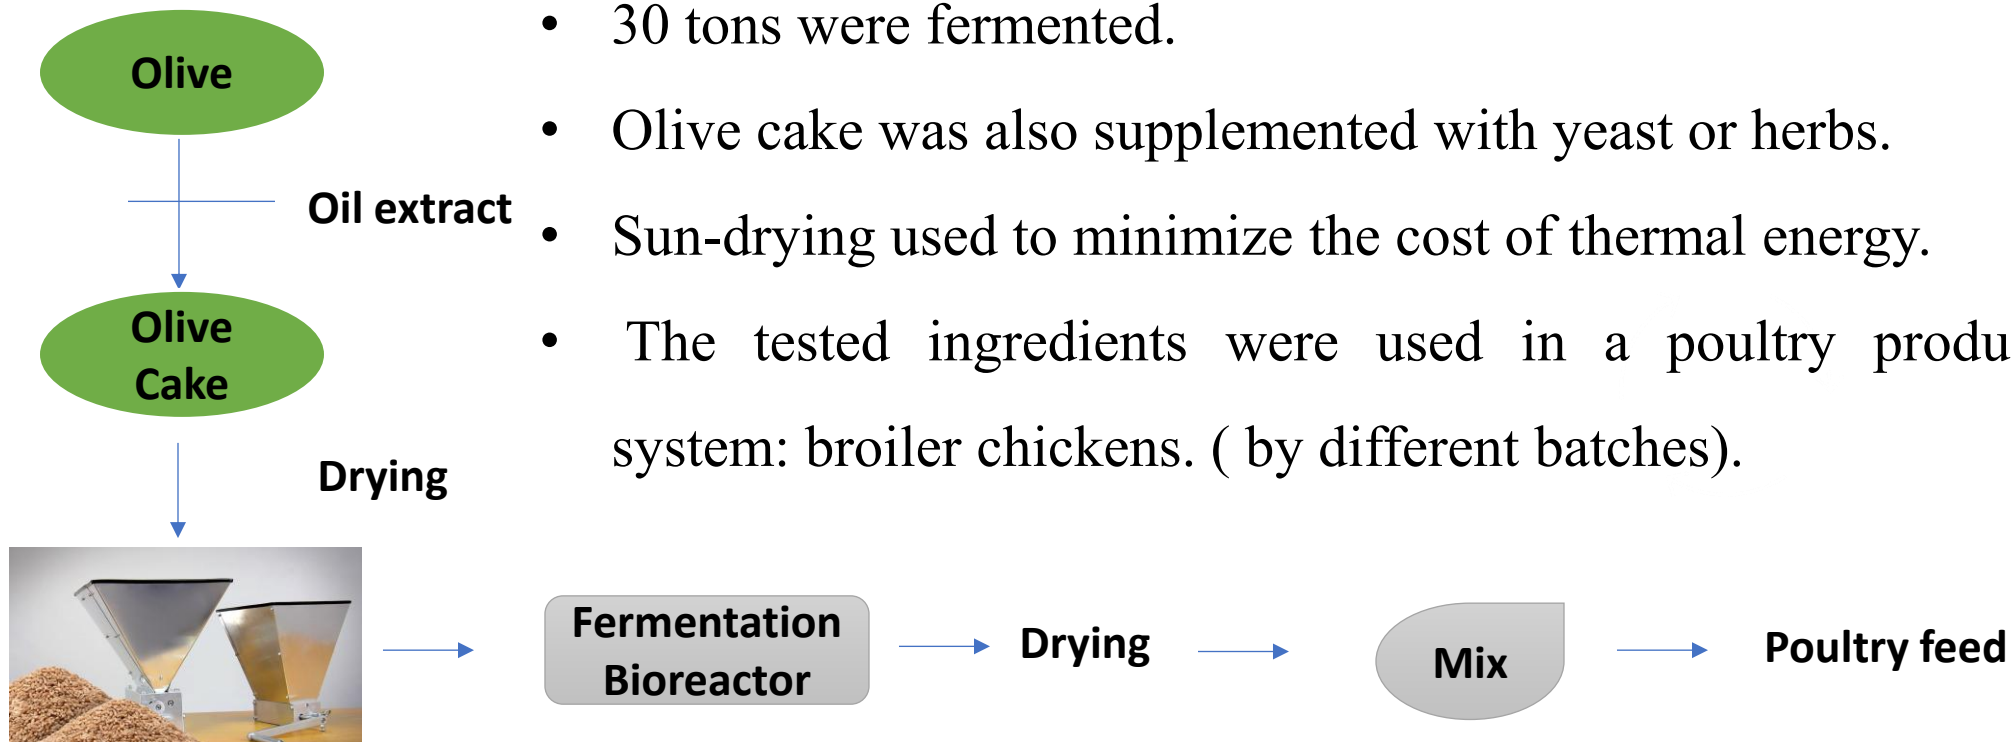 Olive
Oil extract
Olive
Cake
Drying
• 30 tons were fermented.
• Olive cake was also supplemented with yeast or herbs.
• Sun-drying used to minimize the cost of thermal energy.
• The tested ingredients were used in a poultry produ
system: broiler chickens. ( by different batches).
Fermentation
Bioreactor
Drying
Mix
Poultry feed